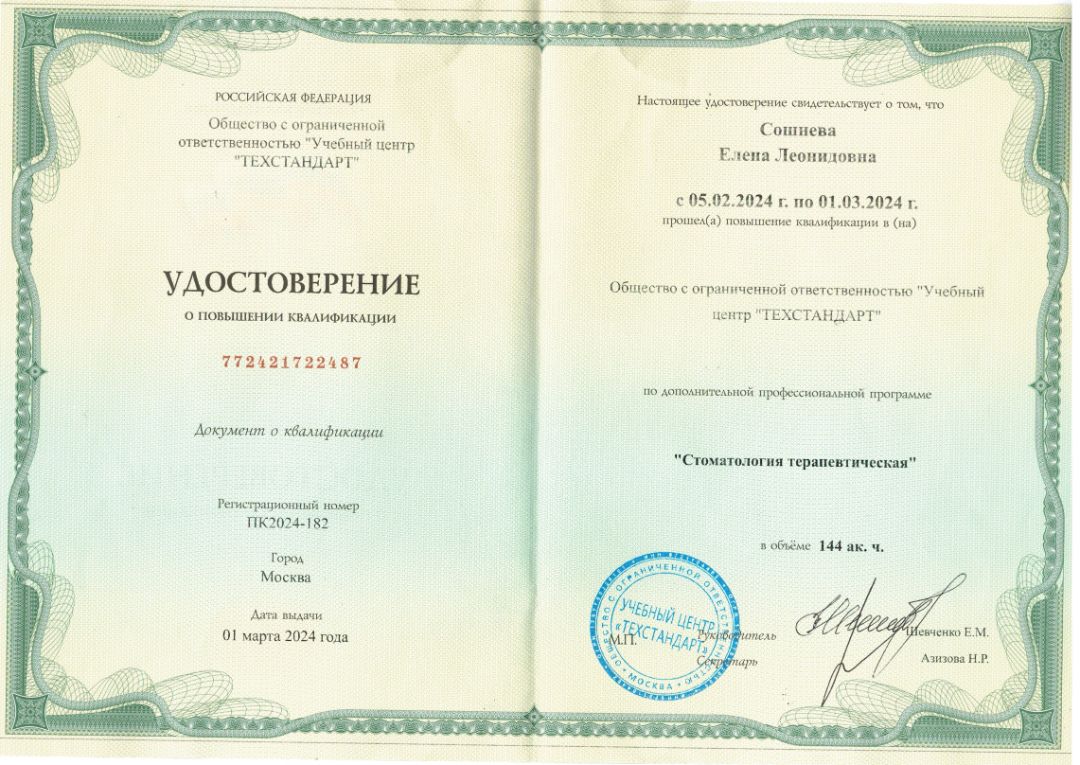 РОССИЙСКАЯ ФЕДЕРАЦИЯ
Общество с ограниченной
ответственностью "Учебный центр
"ТЕХСТАНДАРТ"
УДОСТОВЕРЕНИЕ
О ПОВЫШЕНИИ КВАЛИФИКАЦИИ
772421722487
Документ о квалификации
Регистрационный номер
ПК2024-182
Город
Москва
Дата выдачи
01 марта 2024 года
Настоящее удостоверение свидетельствует о том, что
Сошнева
Елена Леонидовна
с 05.02.2024 г. по 01.03.2024 г.
прошел(а) повышение квалификации в (на)
Общество с ограниченной ответственностью "Учебный
центр "ТЕХСТАНДАРТ"
по дополнительной профессиональной программе
"Стоматология терапевтическая"
в объёме 144 ак. ч.
ОБЩЕСТВО С ОГРАНИЧЕННОЙ ОТВЕТСТВЕННОСТЬЮ
УЧЕБНЫЙ ЦЕНТР
«ТЕХСТАНДАРТ»
МОСКВА
М.П.
Руководитель
Шевченко Е.М.
Секретарь
Азизова Н.Р.